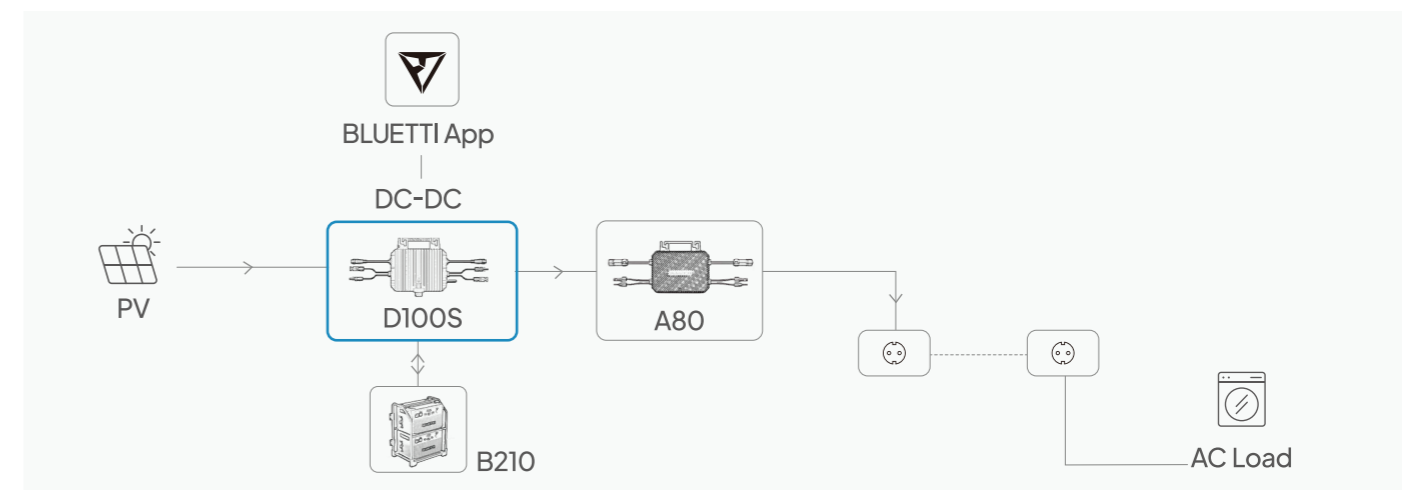 BLUETTI App
DC-DC
PV
D100S
A80
B210
AC Load